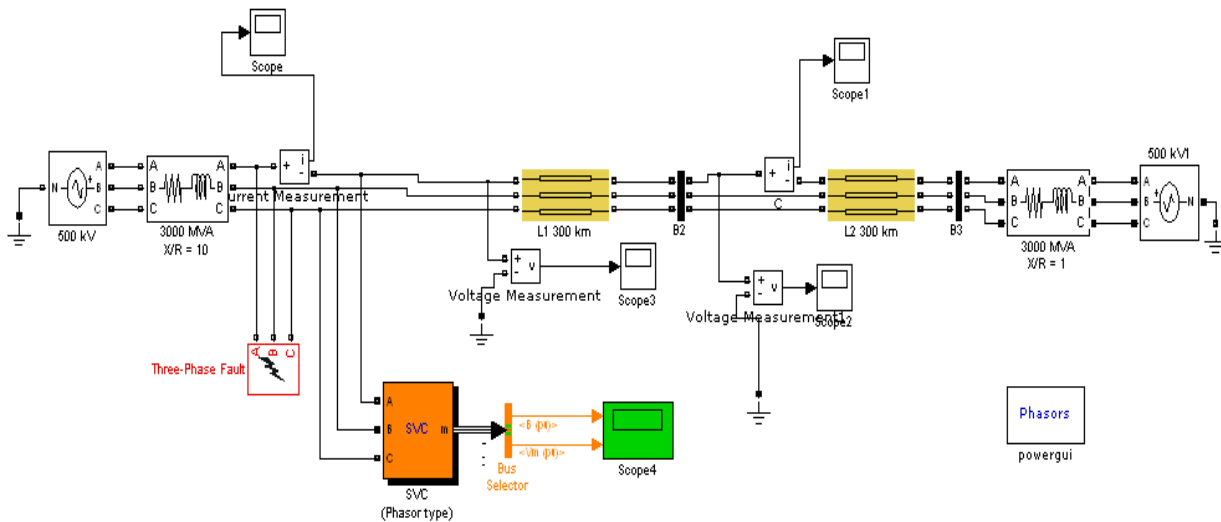 Scope
Scope1
500 kV1
A
B
C
N
+
A
B
C
A
B
C
+
-
i
+
-
i
A
B
C
A
B
C
+
N
urrent Measurement
C
500 kV
3000 MVA
X/R = 10
L1 300 km
B2
L2 300 km
B3
3000 MVA
X/R = 1
+
-
v
Scope3
Voltage Measurement
+
-
v
Scope2
Voltage Measurement1
A B C
Three-Phase Fault
A
B
C
SVC
m
<B (pu)>
<Vm (pu)>
Scope4
Bus
Selector
SVC
(Phasor type)
Phasors
powergui